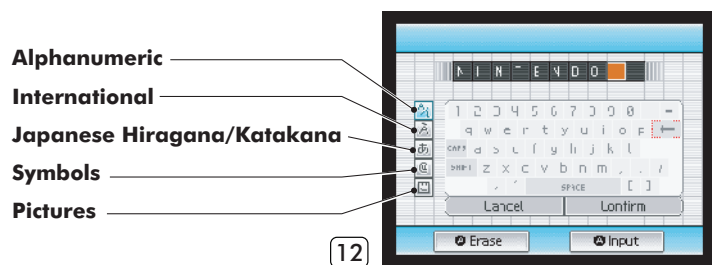 Alphanumeric
International
Japanese Hiragana/Katakana
Symbols
Pictures
12
NINTENDO
1 2 3 4 5 6 7 8 9 0 -
q w e r t y u i o p ←
CAPS a s d f g h j k l
SHIFT z x c v b n m , . /
SPACE [ ]
あ
@
Cancel Confirm
B Erase A Input